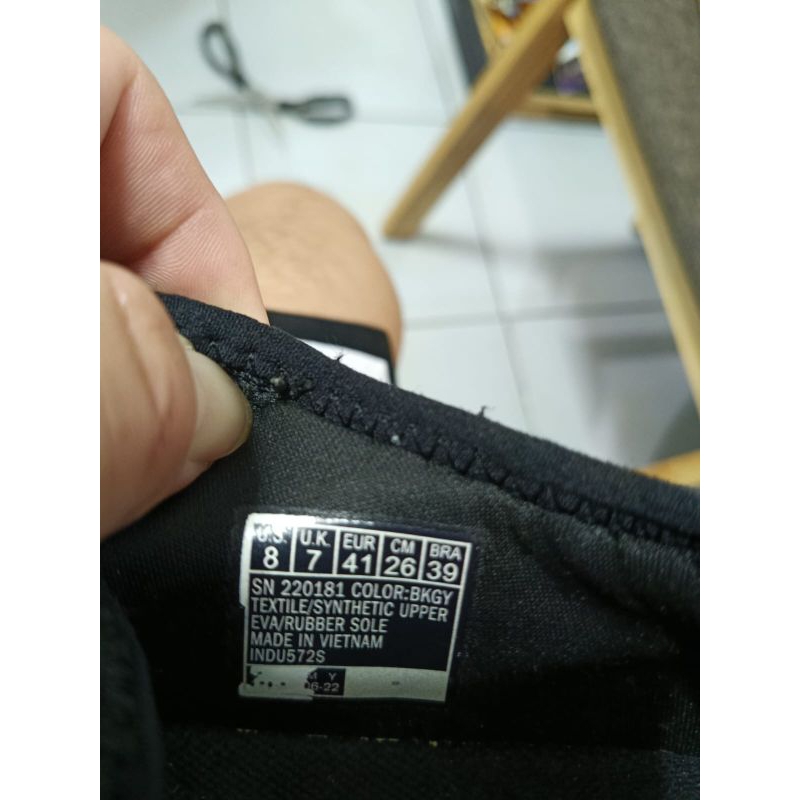 U.S. U.K. EUR CM BRA
8 7 41 26 39
SN 220181 COLOR:BKGY
TEXTILE/SYNTHETIC UPPER
EVA/RUBBER SOLE
MADE IN VIETNAM
INDU572S
M Y